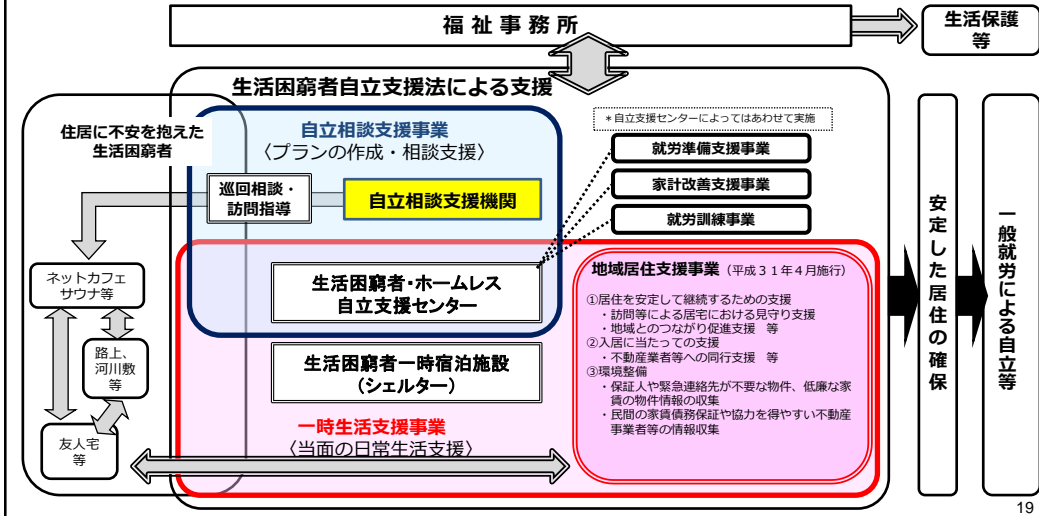 福祉事務所
生活保護
等
生活困窮者自立支援法による支援
住居に不安を抱えた
生活困窮者
自立相談支援事業
〈プランの作成・相談支援〉
巡回相談・
訪問指導
自立相談支援機関
＊自立支援センターによってはあわせて実施
就労準備支援事業
家計改善支援事業
就労訓練事業
ネットカフェ
サウナ等
路上、
河川敷
等
友人宅
等
生活困窮者・ホームレス
自立支援センター
生活困窮者一時宿泊施設
（シェルター）
一時生活支援事業
〈当面の日常生活支援〉
地域居住支援事業（平成３１年４月施行）
①居住を安定して継続するための支援
・訪問等による居宅における見守り支援
・地域とのつながり促進支援　等
②入居に当たっての支援
・不動産業者等への同行支援　等
③環境整備
・保証人や緊急連絡先が不要な物件、低廉な家
賃の物件情報の収集
・民間の家賃債務保証や協力を得やすい不動産
事業者等の情報収集
安定した居住の確保
一般就労による自立等
19